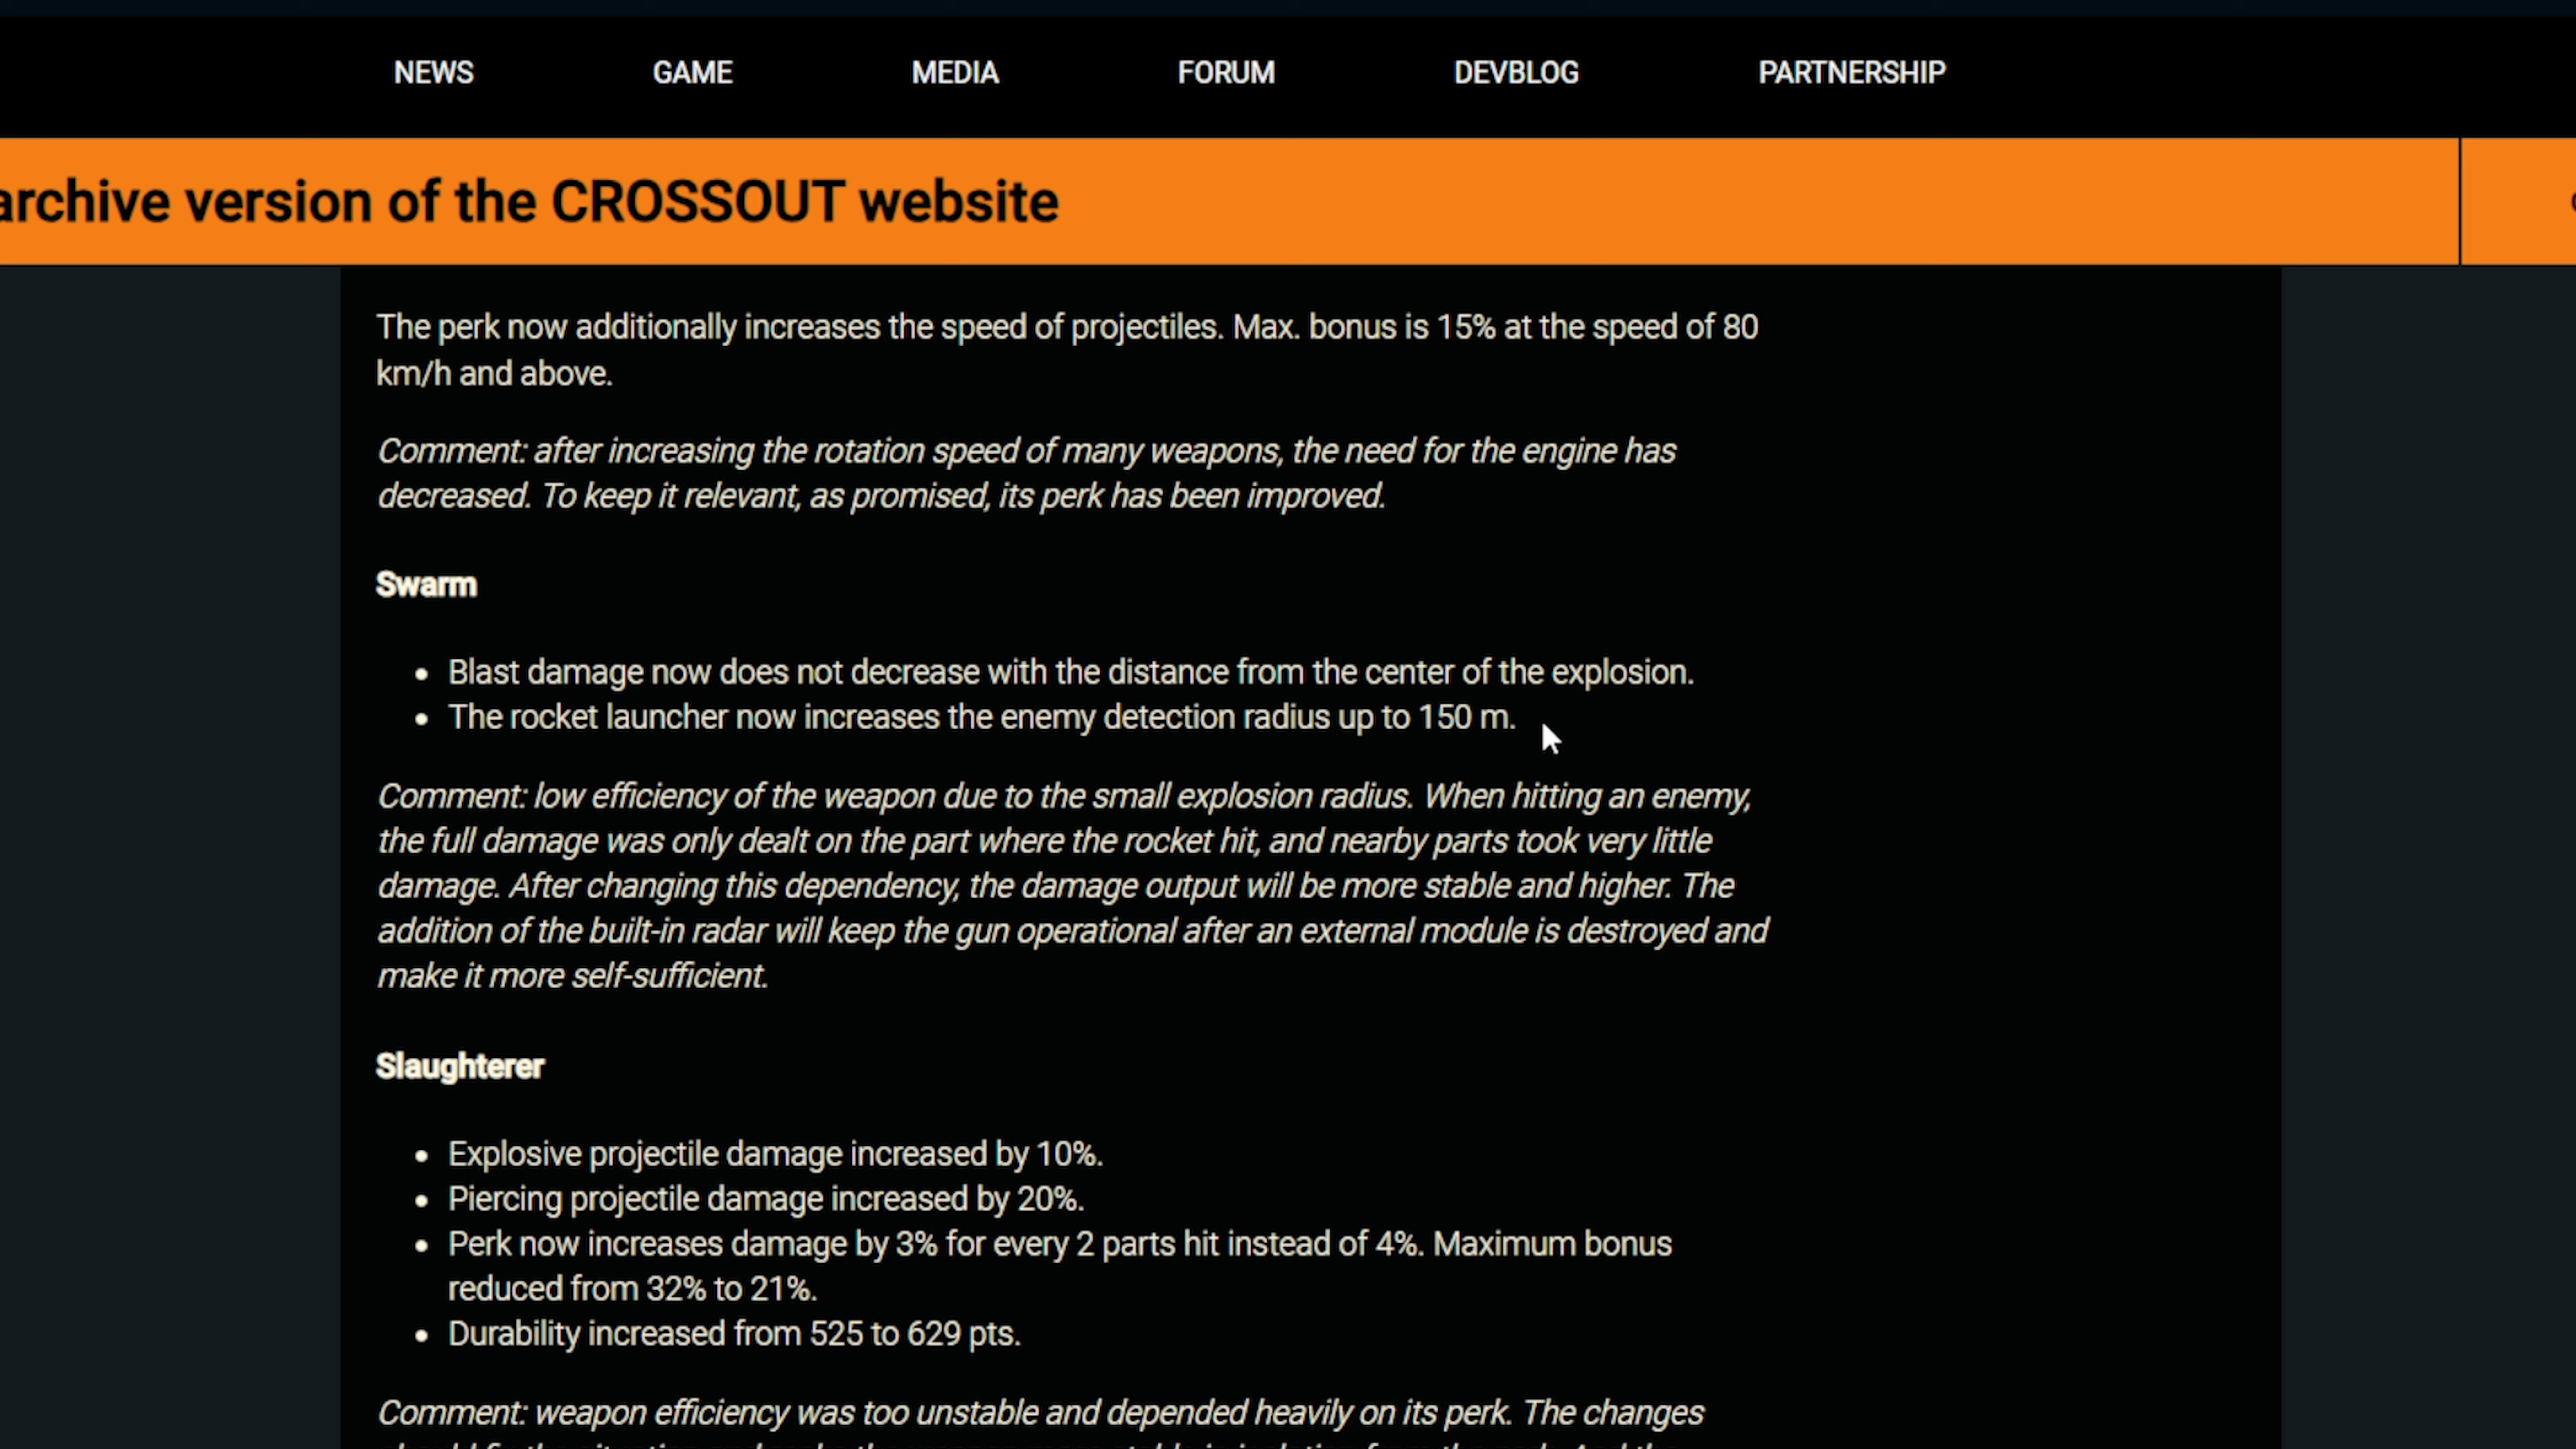 NEWS GAME MEDIA FORUM DEVBLOG PARTNERSHIP
archive version of the CROSSOUT website
The perk now additionally increases the speed of projectiles. Max. bonus is 15% at the speed of 80
km/h and above.
Comment: after increasing the rotation speed of many weapons, the need for the engine has
decreased. To keep it relevant, as promised, its perk has been improved.
Swarm
• Blast damage now does not decrease with the distance from the center of the explosion.
• The rocket launcher now increases the enemy detection radius up to 150 m.
Comment: low efficiency of the weapon due to the small explosion radius. When hitting an enemy,
the full damage was only dealt on the part where the rocket hit, and nearby parts took very little
damage. After changing this dependency, the damage output will be more stable and higher. The
addition of the built-in radar will keep the gun operational after an external module is destroyed and
make it more self-sufficient.
Slaughterer
• Explosive projectile damage increased by 10%.
• Piercing projectile damage increased by 20%.
• Perk now increases damage by 3% for every 2 parts hit instead of 4%. Maximum bonus
reduced from 32% to 21%.
• Durability increased from 525 to 629 pts.
Comment: weapon efficiency was too unstable and depended heavily on its perk. The changes